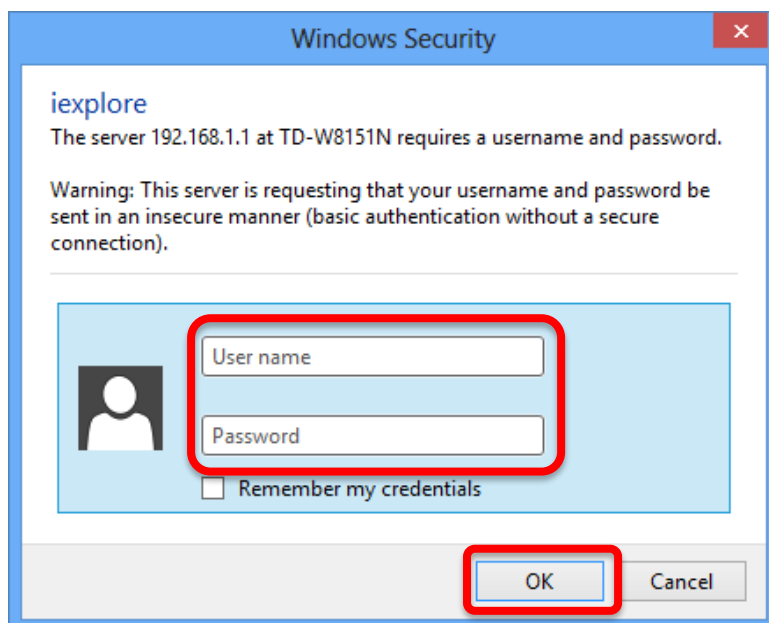 Windows Security
iexplore
The server 192.168.1.1 at TD-W8151N requires a username and password.
Warning: This server is requesting that your username and password be
sent in an insecure manner (basic authentication without a secure
connection).
User name
Password
Remember my credentials
OK
Cancel